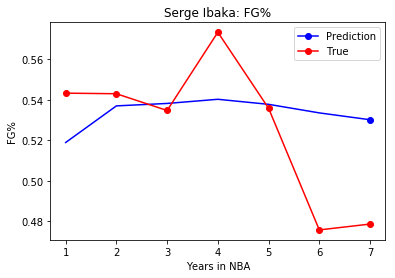 Serge Ibaka: FG%
Prediction
True
FG%
0.56
0.54
0.52
0.50
0.48
1 2 3 4 5 6 7
Years in NBA